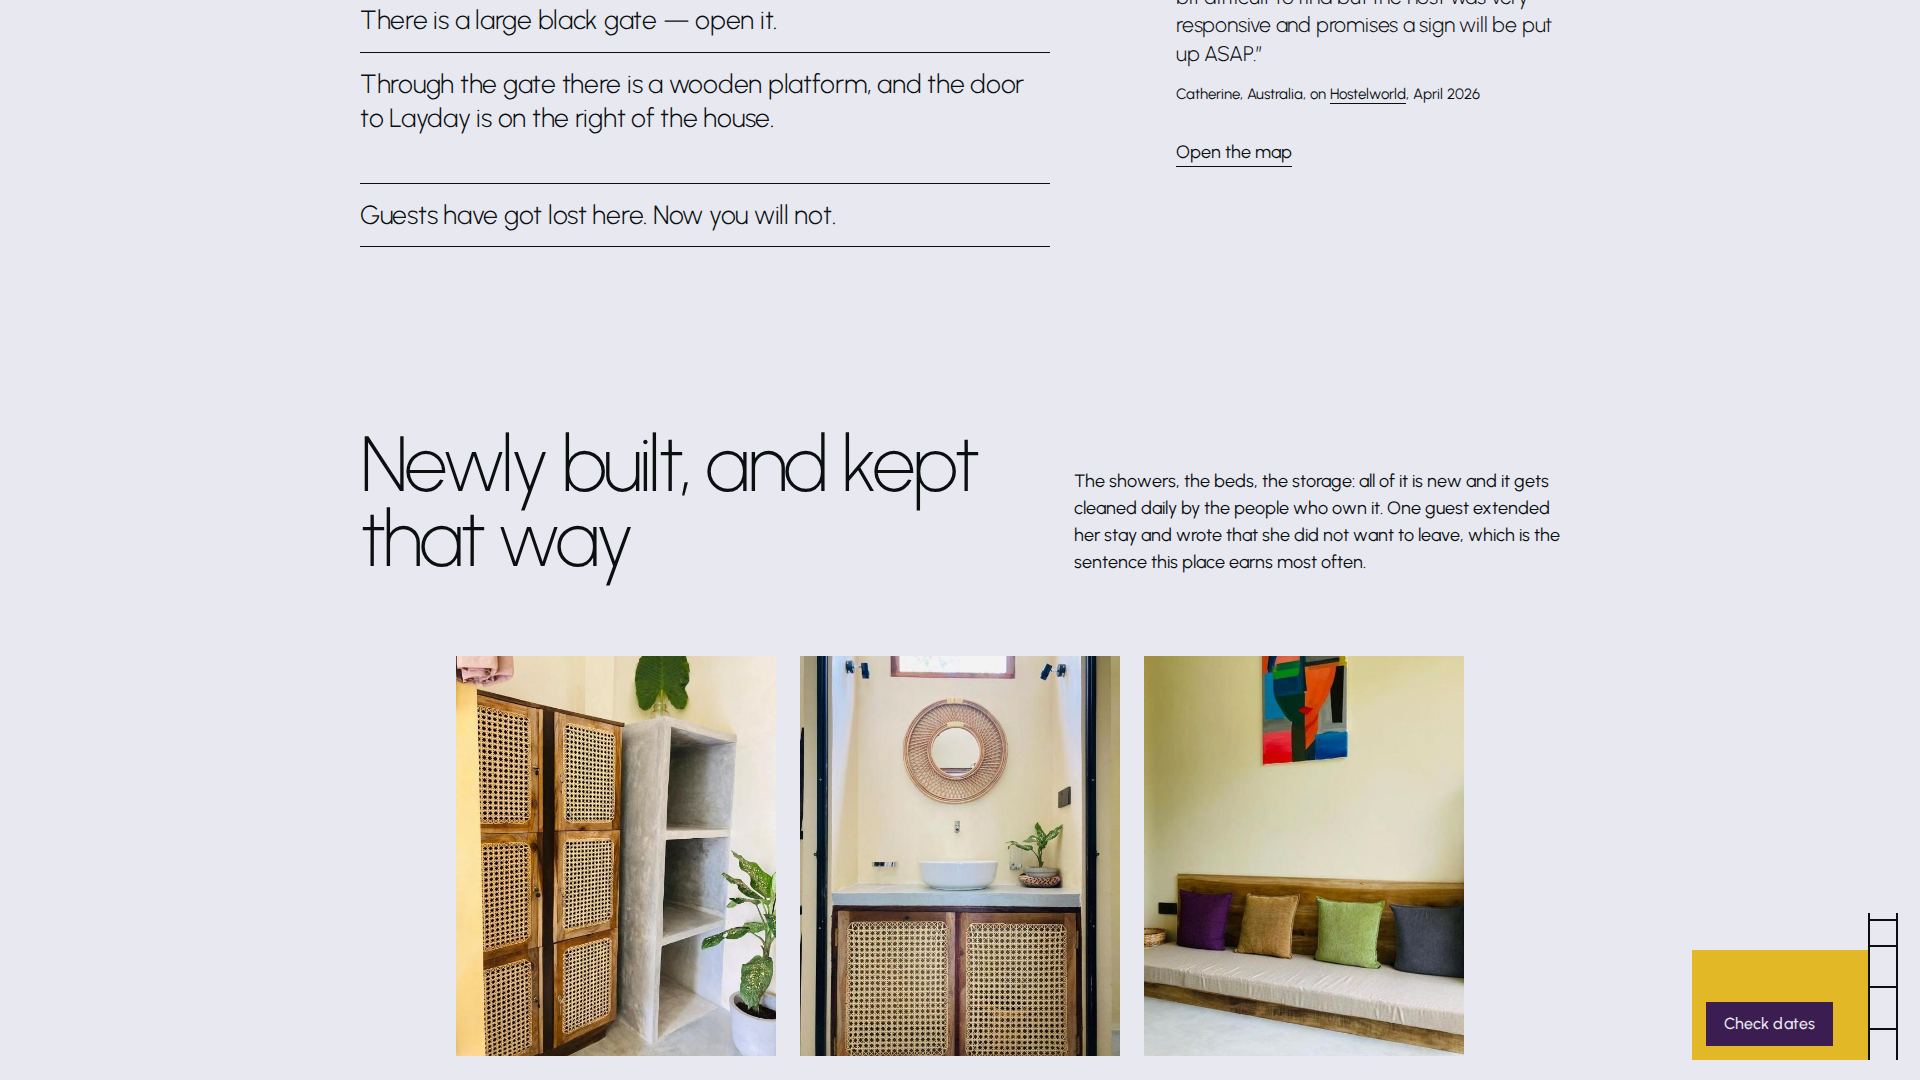 There is a large black gate — open it.
Through the gate there is a wooden platform, and the door
to Layday is on the right of the house.
Guests have got lost here. Now you will not.
responsive and promises a sign will be put
up ASAP.”
Catherine, Australia, on Hostelworld, April 2026
Open the map
Newly built, and kept
that way
The showers, the beds, the storage: all of it is new and it gets
cleaned daily by the people who own it. One guest extended
her stay and wrote that she did not want to leave, which is the
sentence this place earns most often.
Check dates